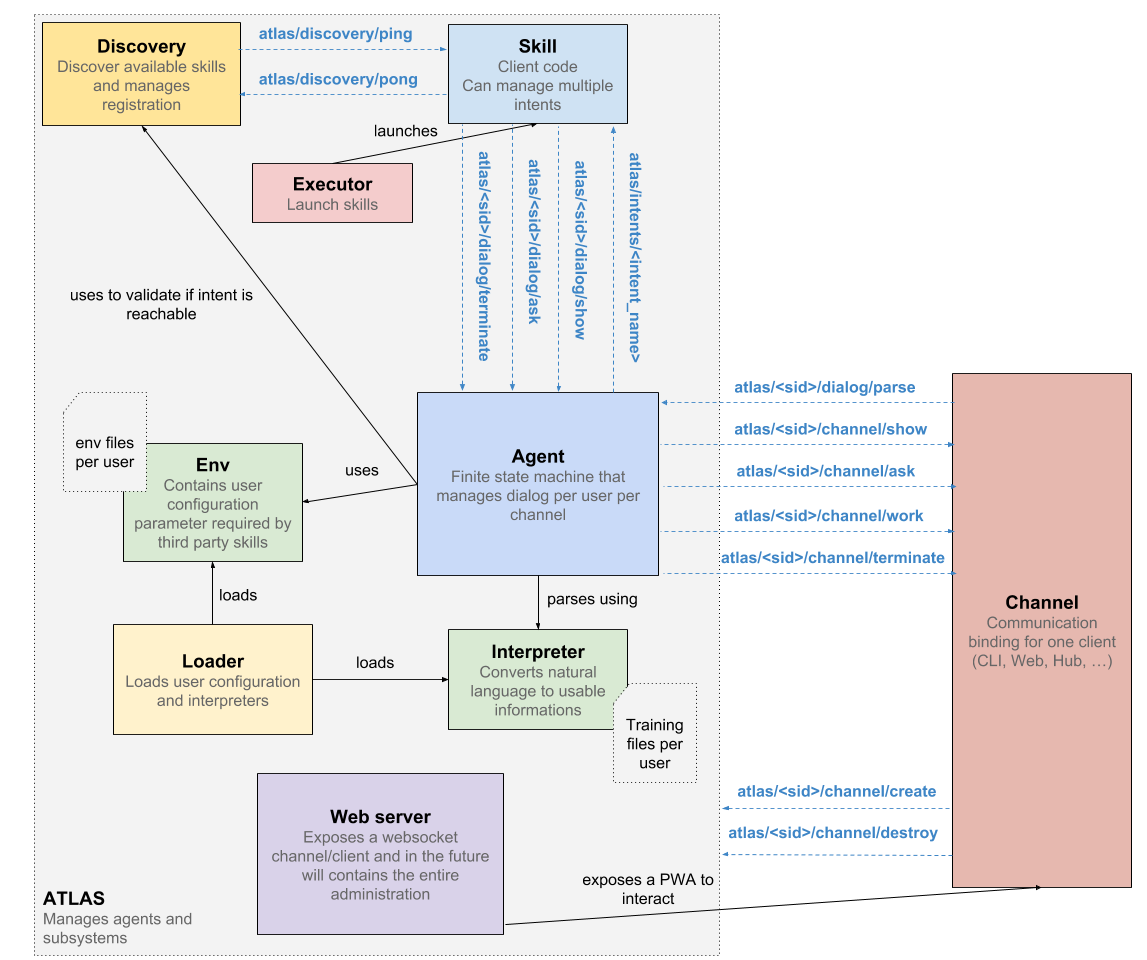 Discovery
Discover available skills
and manages
registration
atlas/discovery/ping
atlas/discovery/pong
Skill
Client code
Can manage multiple
intents
launches
Executor
Launch skills
atlas/<sid>/dialog/terminate
atlas/<sid>/dialog/ask
atlas/<sid>/dialog/show
atlas/intents/<intent_name>
uses to validate if intent is
reachable
env files
per user
Env
Contains user
configuration
parameter required by
third party skills
uses
Agent
Finite state machine that
manages dialog per user per
channel
atlas/<sid>/dialog/parse
atlas/<sid>/channel/show
atlas/<sid>/channel/ask
atlas/<sid>/channel/work
atlas/<sid>/channel/terminate
Channel
Communication
binding for one client
(CLI, Web, Hub, …)
loads
parses using
Loader
Loads user configuration
and interpreters
loads
Interpreter
Converts natural
language to usable
informations
Training
files per
user
Web server
Exposes a websocket
channel/client and in the future
will contains the entire
administration
atlas/<sid>/channel/create
atlas/<sid>/channel/destroy
exposes a PWA to
interact
ATLAS
Manages agents and
subsystems